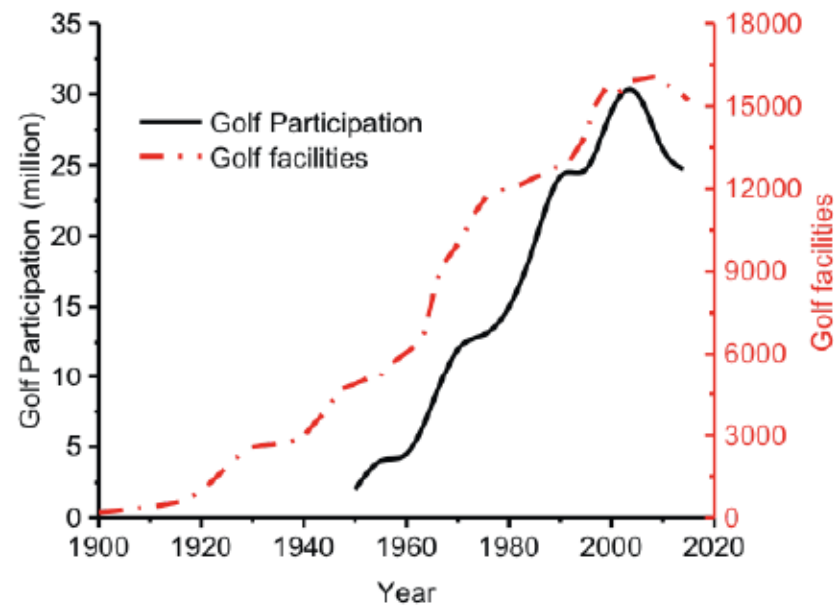 35
30
25
20
15
10
5
0
Golf Participation (million)
Golf Participation
Golf facilities
18000
15000
12000
9000
6000
3000
0
Golf facilities
1900 1920 1940 1960 1980 2000 2020
Year